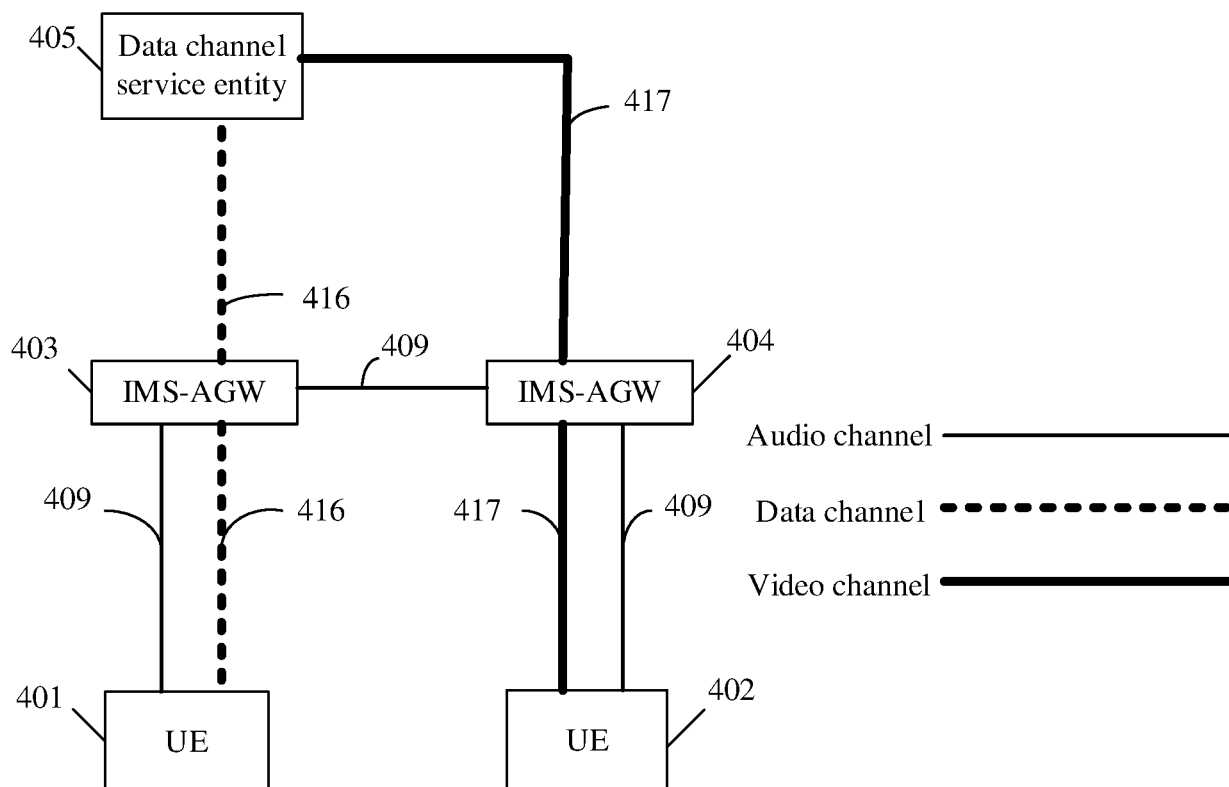 405
Data channel
service entity
417
416
403
409
404
IMS-AGW
IMS-AGW
Audio channel
409
416
417
409
Data channel
Video channel
401
UE
UE
402